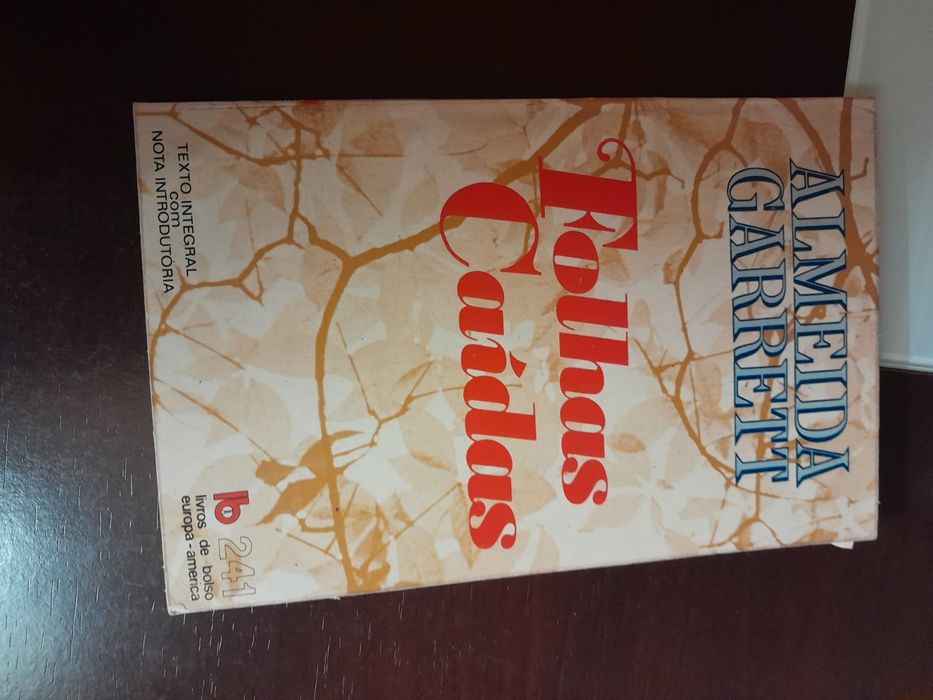 ALMEIDA
GARRETT
Folhas
Caídas
TEXTO INTEGRAL
com
NOTA INTRODUTÓRIA
lb 241
livros de bolso
europa-america